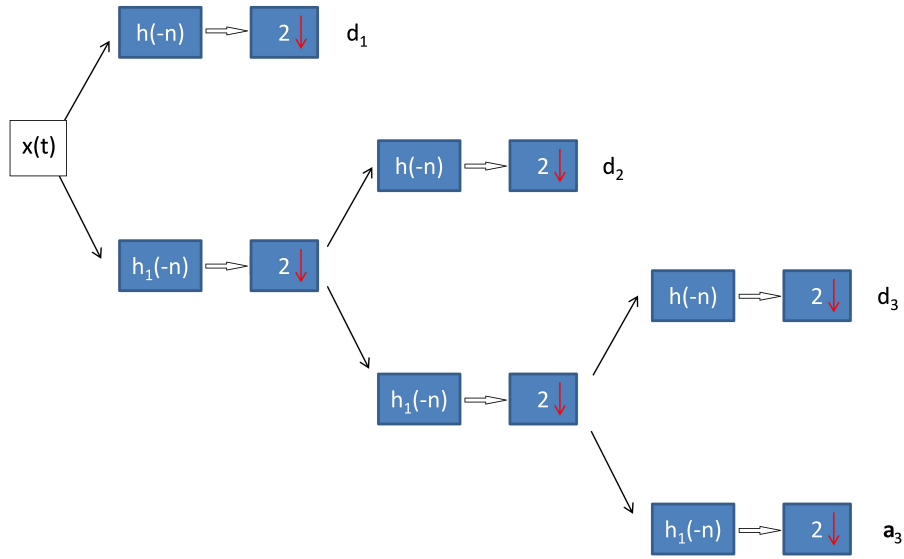 h(-n) 2 d₁
x(t)
h(-n) 2 d₂
h₁(-n) 2
h(-n) 2 d₃
h₁(-n) 2
h₁(-n) 2 a₃